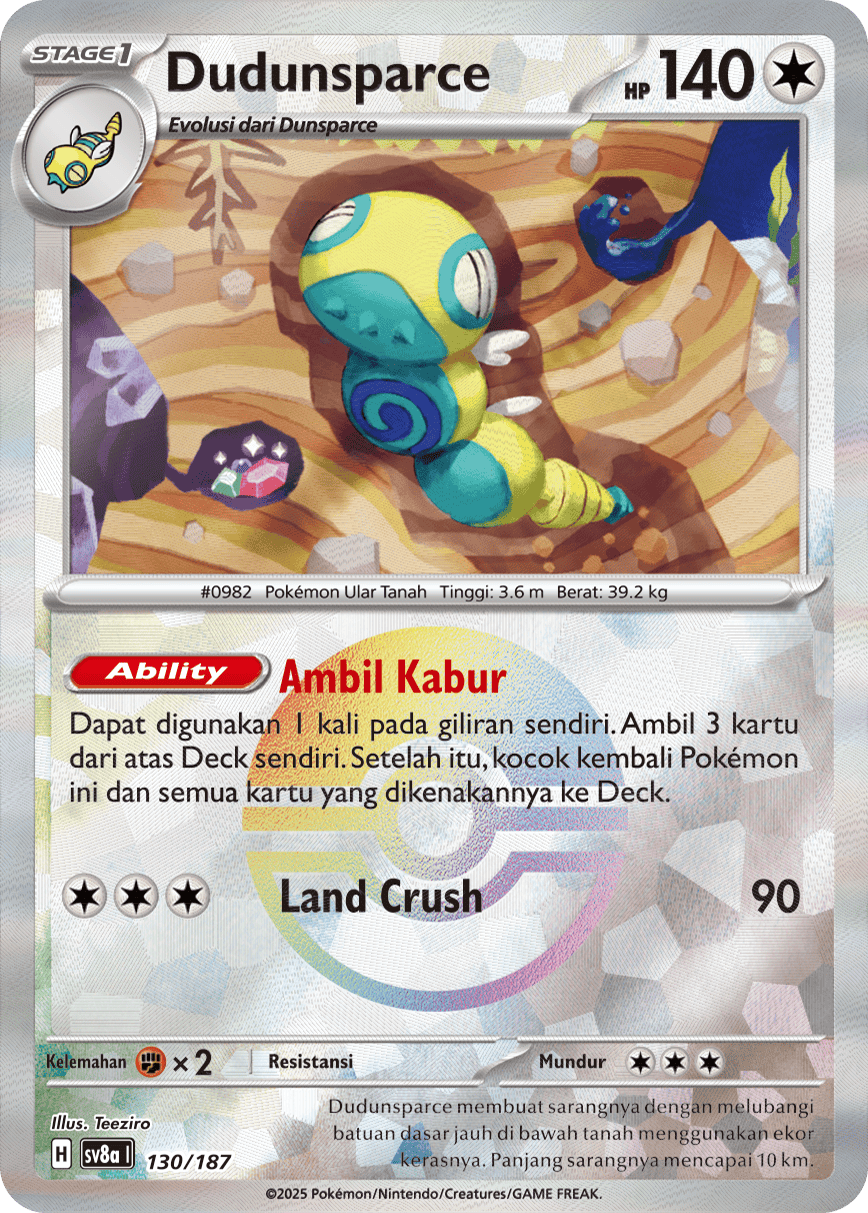 STAGE1
Dudunsparce
HP 140
Evolusi dari Dunsparce
#0982 Pokémon Ular Tanah Tinggi: 3.6 m Berat: 39.2 kg
Ability Ambil Kabur
Dapat digunakan 1 kali pada giliran sendiri. Ambil 3 kartu
dari atas Deck sendiri. Setelah itu, kocok kembali Pokémon
ini dan semua kartu yang dikenakannya ke Deck.
Land Crush 90
Kelemahan ×2 Resistansi Mundur
Illus. Teeziro
Dudunsparce membuat sarangnya dengan melubangi
batuan dasar jauh di bawah tanah menggunakan ekor
kerasnya. Panjang sarangnya mencapai 10 km.
H sv8a I 130/187
©2025 Pokémon/Nintendo/Creatures/GAME FREAK.